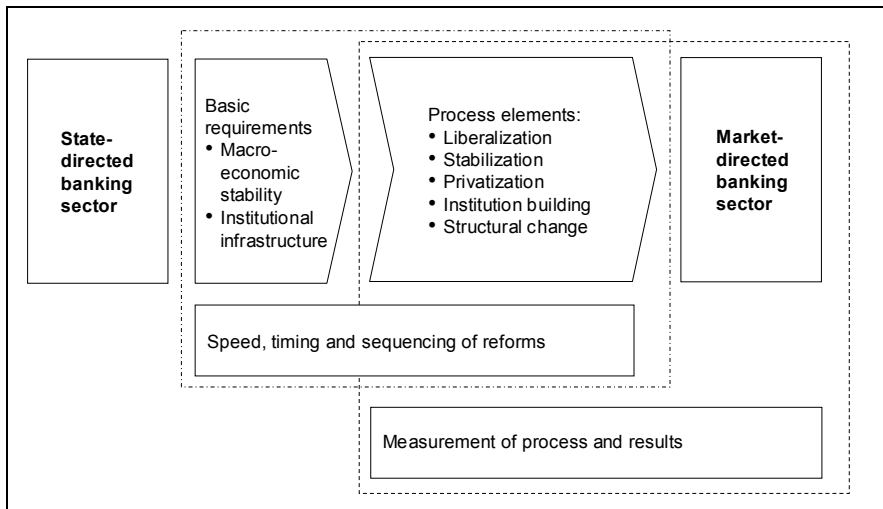 State-
directed
banking
sector
Basic
requirements
• Macro-
economic
stability
• Institutional
infrastructure
Process elements:
• Liberalization
• Stabilization
• Privatization
• Institution building
• Structural change
Market-
directed
banking
sector
Speed, timing and sequencing of reforms
Measurement of process and results